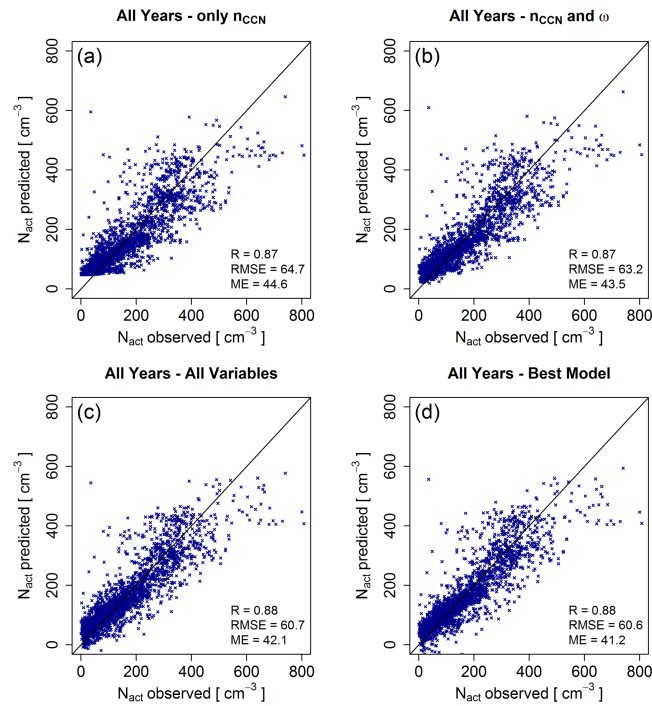 All Years - only nCCN
(a)
800
600
400
200
0
Nact predicted [ cm−3 ]
R = 0.87
RMSE = 64.7
ME = 44.6
0 200 400 600 800
Nact observed [ cm−3 ]
All Years - nCCN and ω
(b)
800
600
400
200
0
Nact predicted [ cm−3 ]
R = 0.87
RMSE = 63.2
ME = 43.5
0 200 400 600 800
Nact observed [ cm−3 ]
All Years - All Variables
(c)
800
600
400
200
0
Nact predicted [ cm−3 ]
R = 0.88
RMSE = 60.7
ME = 42.1
0 200 400 600 800
Nact observed [ cm−3 ]
All Years - Best Model
(d)
800
600
400
200
0
Nact predicted [ cm−3 ]
R = 0.88
RMSE = 60.6
ME = 41.2
0 200 400 600 800
Nact observed [ cm−3 ]